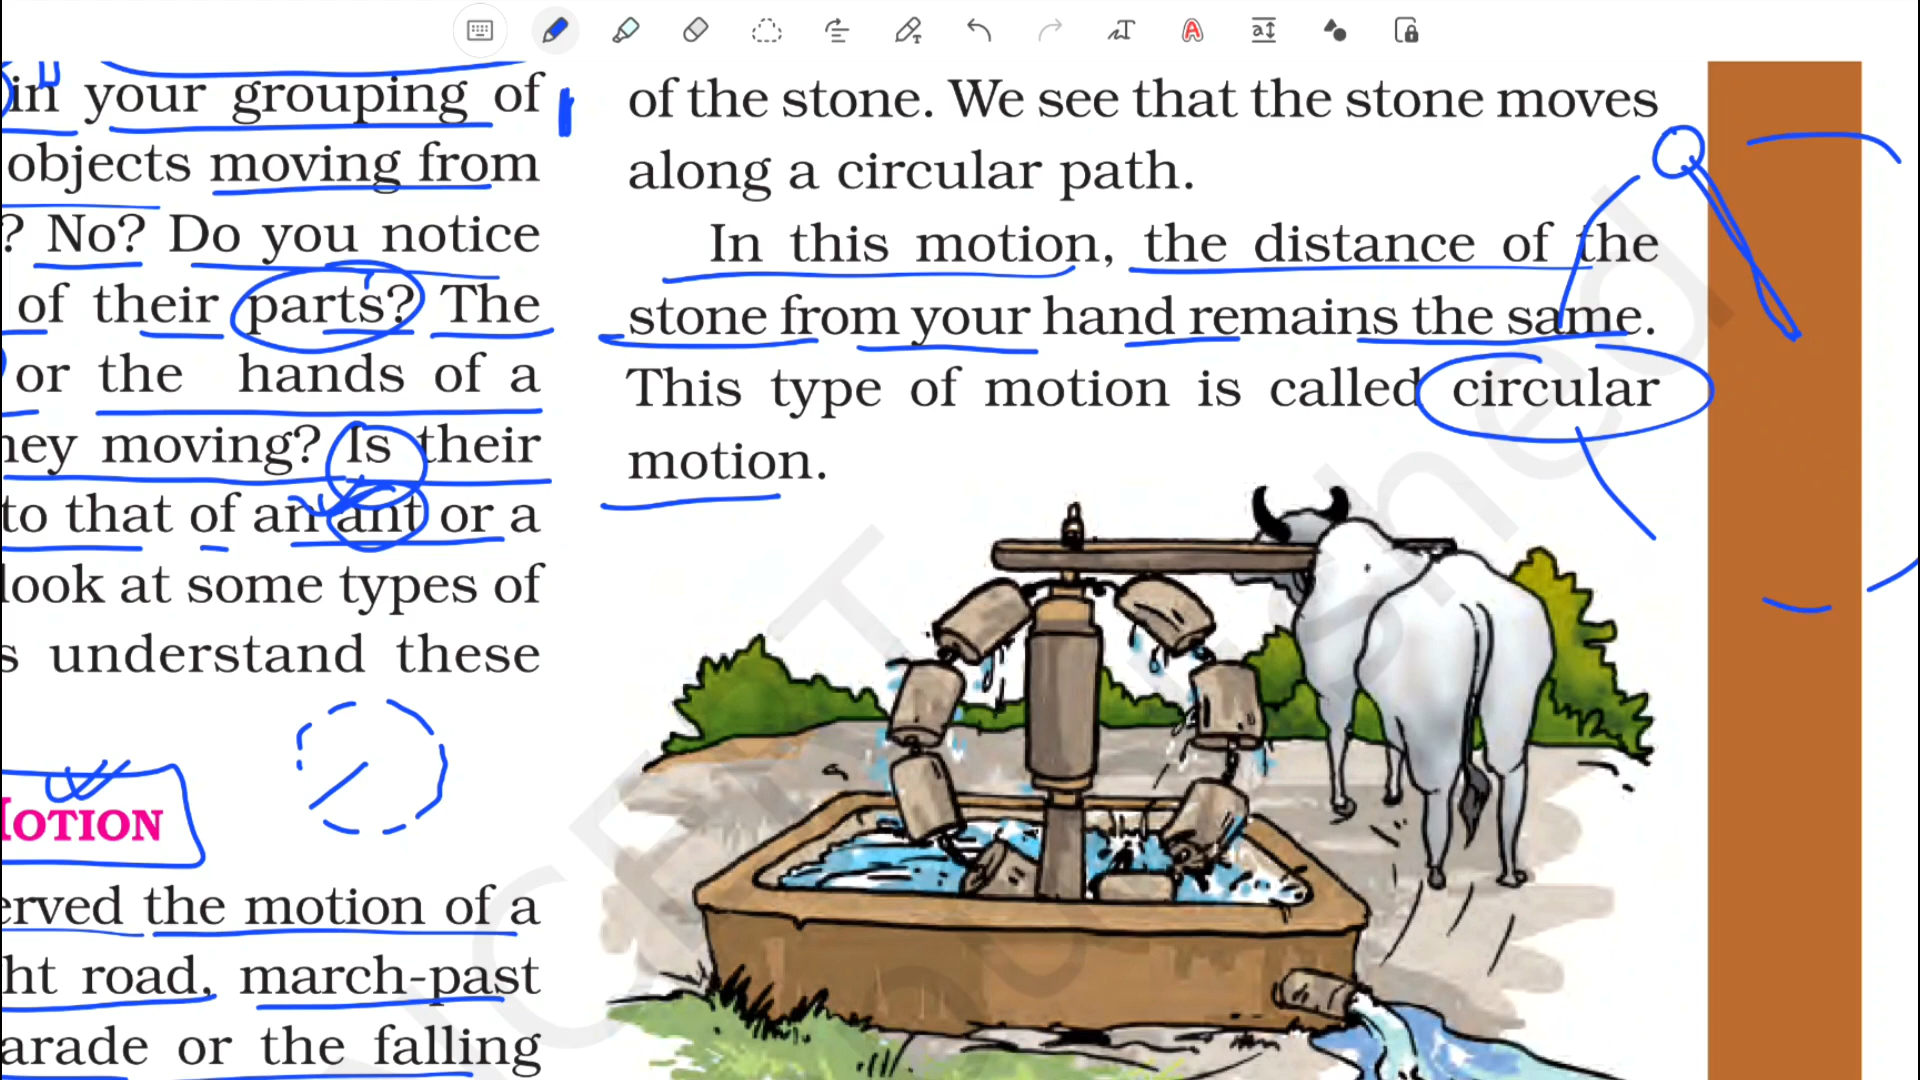 in your grouping of
objects moving from
? No? Do you notice
of their parts? The
or the hands of a
hey moving? Is their
to that of an ant or a
look at some types of
s understand these
MOTION
erved the motion of a
ht road, march-past
arade or the falling
of the stone. We see that the stone moves
along a circular path.
In this motion, the distance of the
stone from your hand remains the same.
This type of motion is called circular
motion.